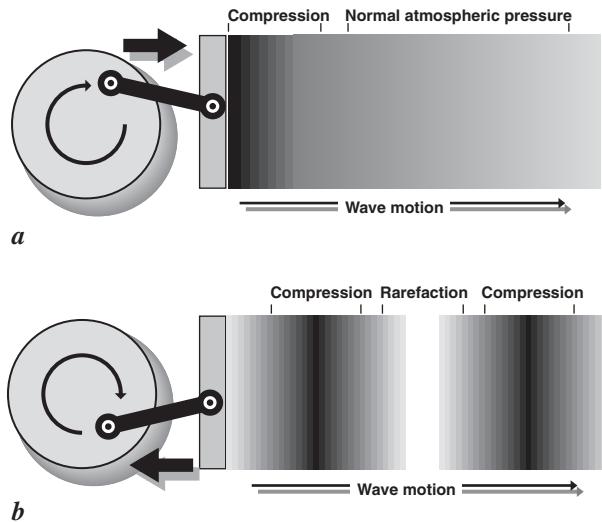 Compression Normal atmospheric pressure
Wave motion
a
Compression Rarefaction Compression
Wave motion
b